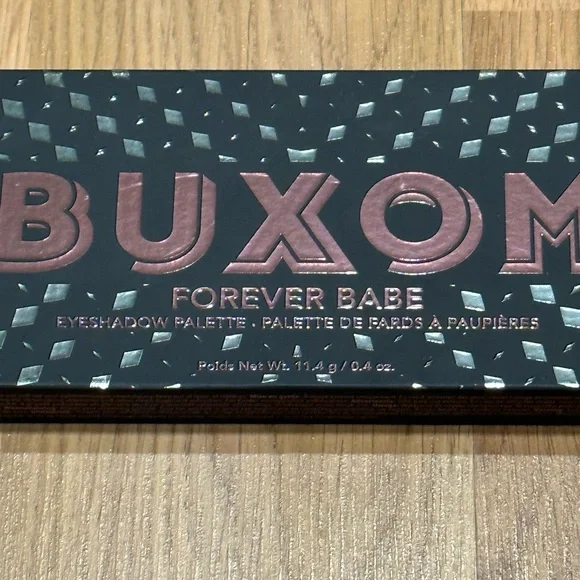 BUXOM
FOREVER BABE
EYESHADOW PALETTE · PALETTE DE FARDS À PAUPIÈRES
Poids Net Wt. 11.4 g / 0.4 oz.